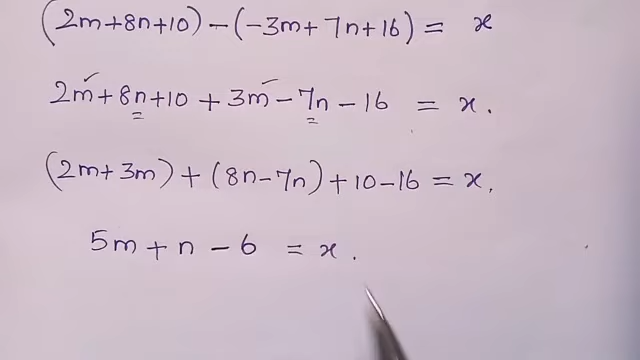 (2m+8n+10)-(-3m+7n+16)= x
2m+8n+10+3m-7n-16 = x.
(2m+3m)+(8n-7n)+10-16=x,
5m+n-6 = x.